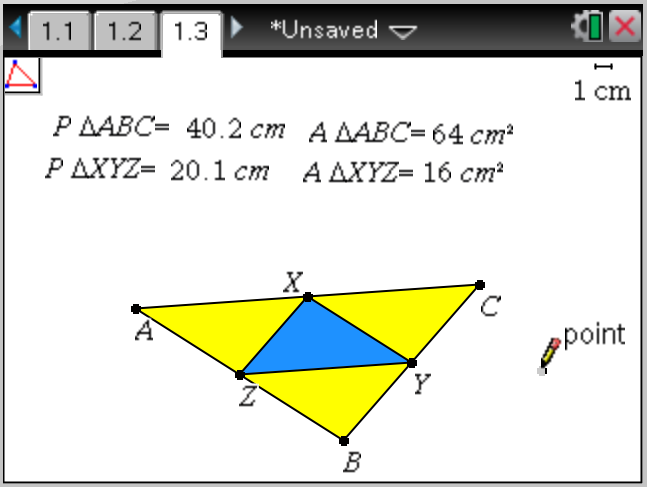 1.1 1.2 1.3 *Unsaved
1 cm
P ΔABC= 40.2 cm A ΔABC= 64 cm²
P ΔXYZ= 20.1 cm A ΔXYZ= 16 cm²
X
C
A
point
Z
Y
B